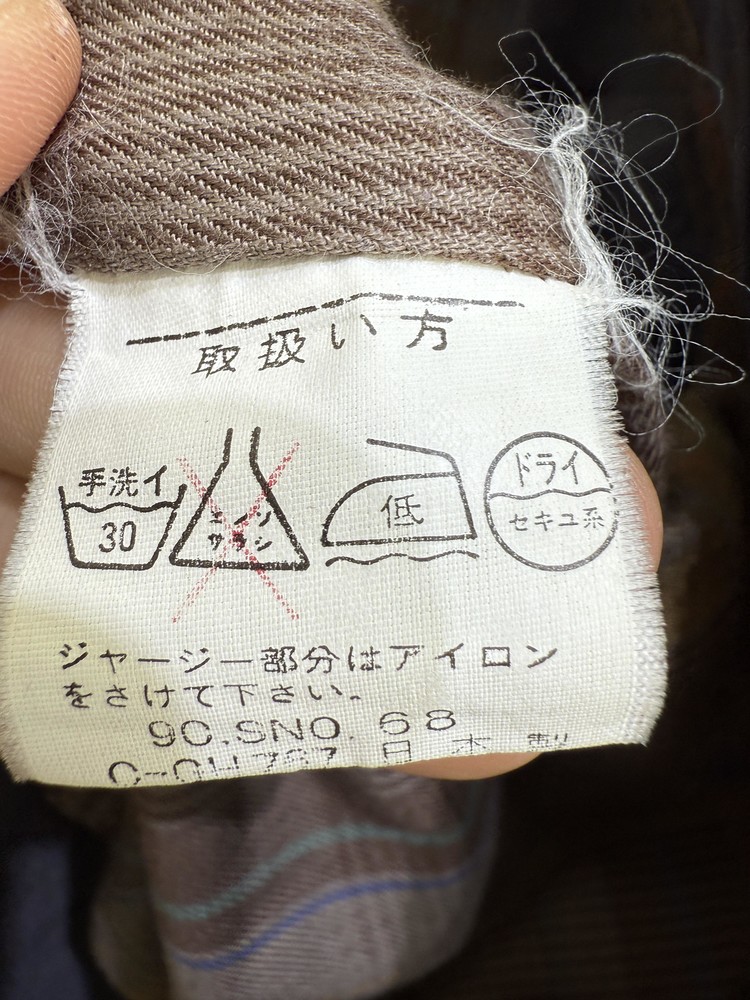 取扱い方
手洗イ
30
エンソ
サラシ
低
ドライ
セキユ系
ジャージー部分はアイロン
をさけて下さい。
90.SNO. 68
日本製